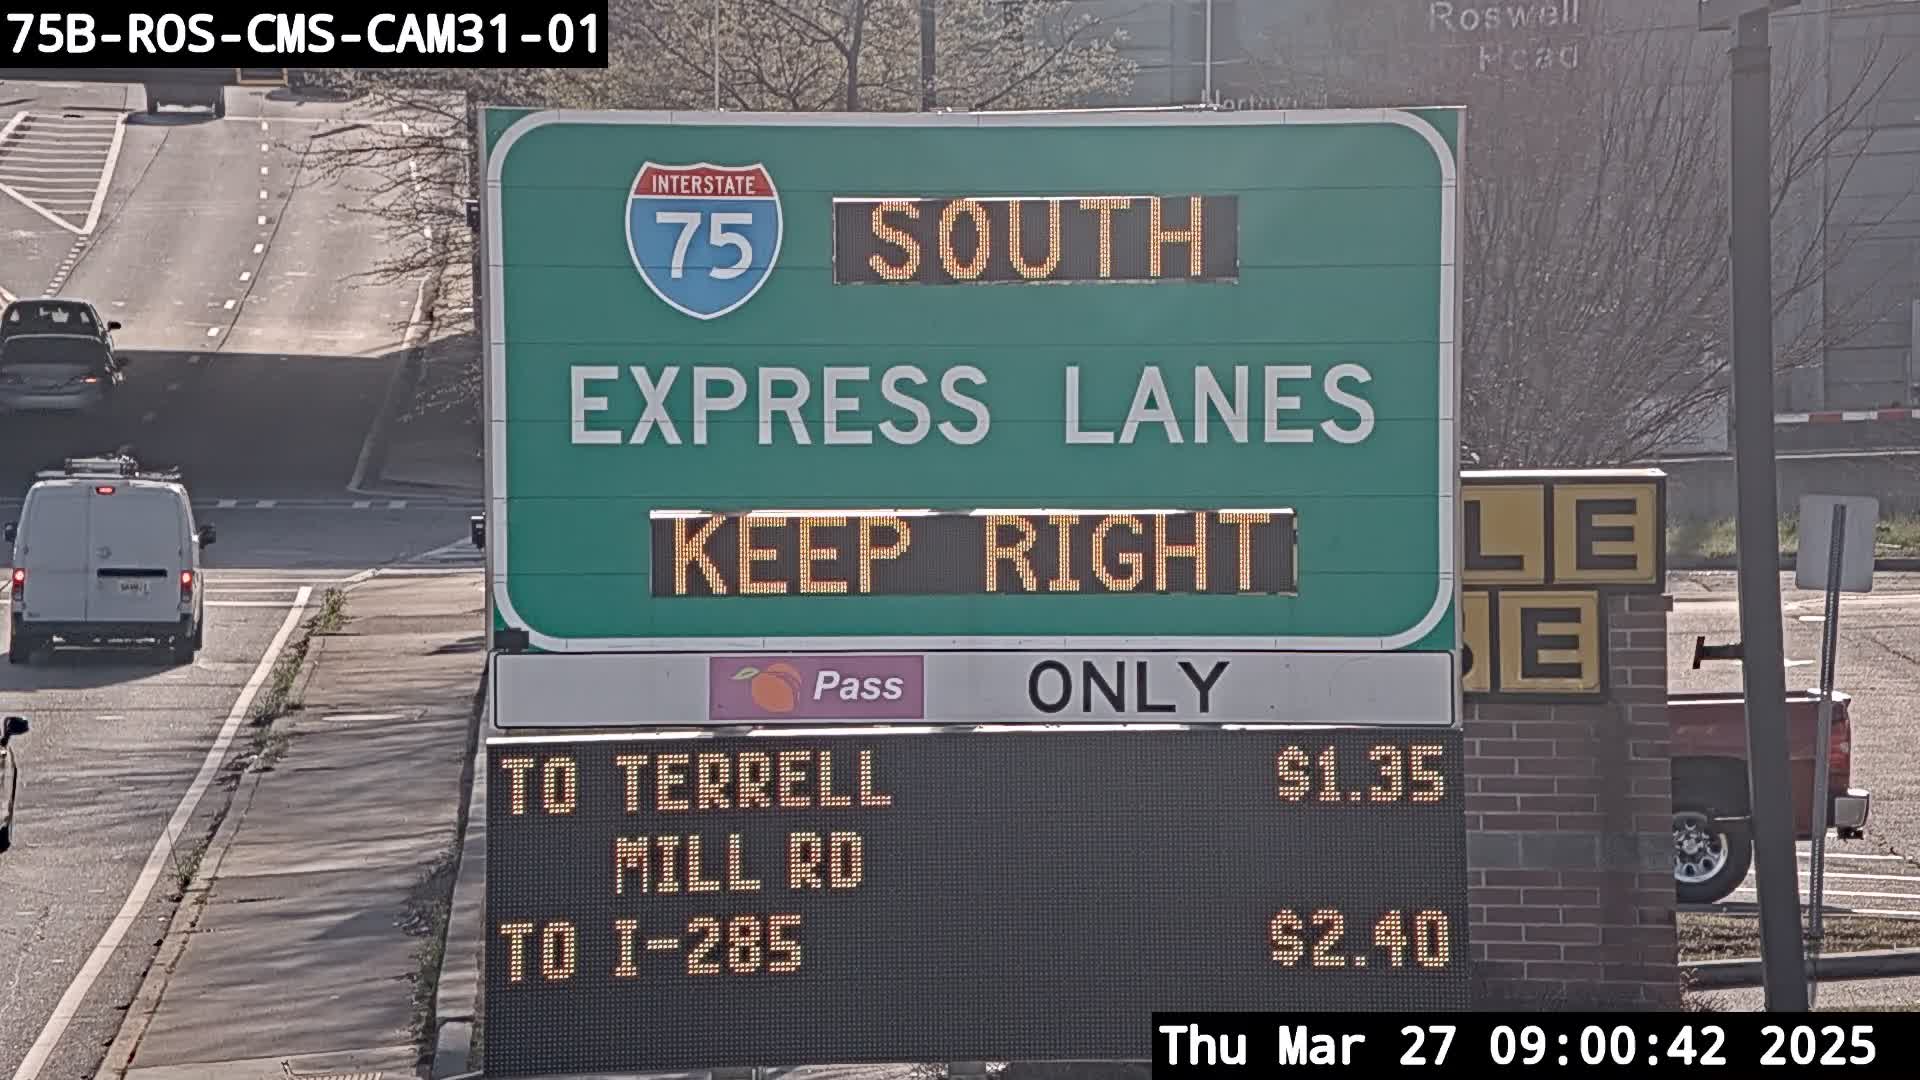 75B-ROS-CMS-CAM31-01
Roswell
Road
INTERSTATE
75
SOUTH
EXPRESS LANES
KEEP RIGHT
LE
E
Pass ONLY
TO TERRELL $1.35
MILL RD
TO I-285 $2.40
Thu Mar 27 09:00:42 2025